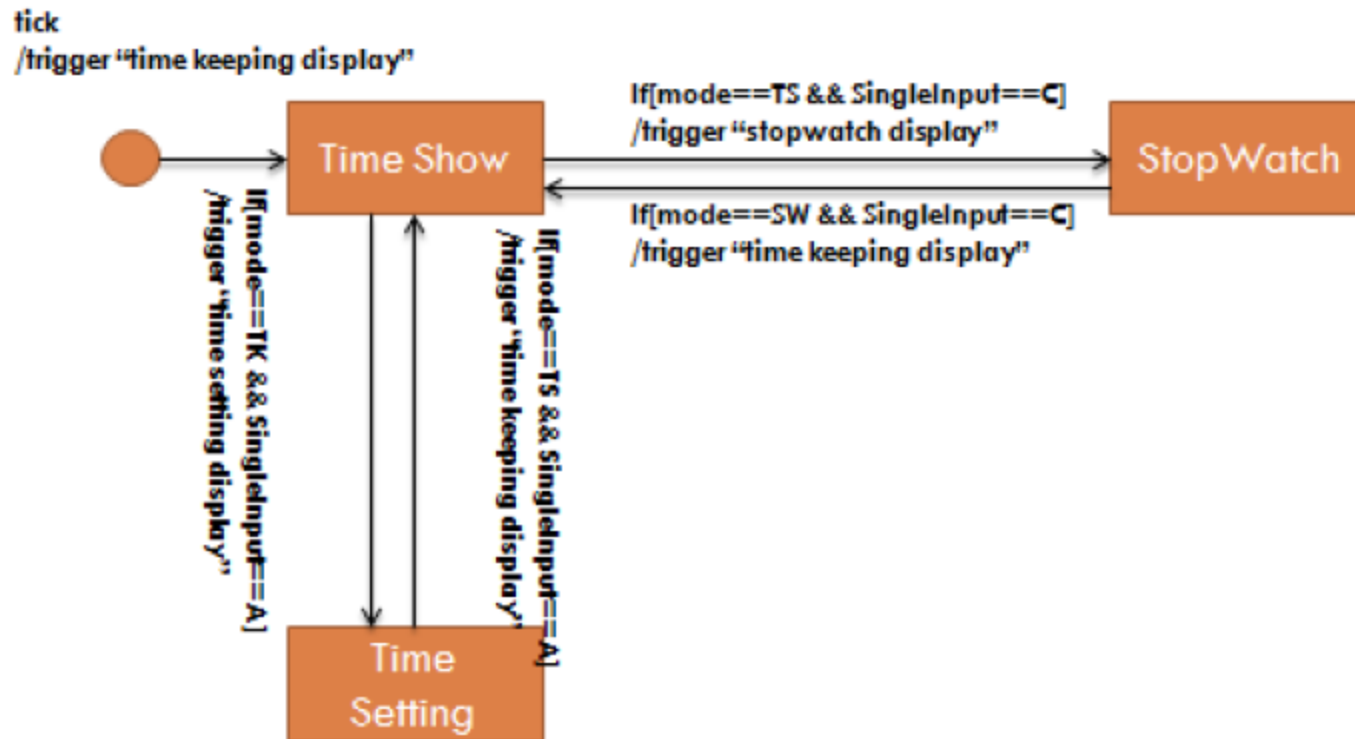 tick
/trigger “time keeping display”
If[mode==TS && SingleInput==C]
/trigger “stopwatch display”
Time Show
StopWatch
If[mode==SW && SingleInput==C]
/trigger “time keeping display”
If[mode==TK && SingleInput==A]
/trigger “time setting display”
If[mode==TS && SingleInput==A]
/trigger “time keeping display”
Time
Setting